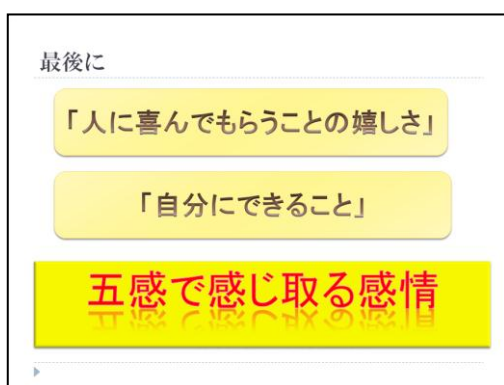 最後に
「人に喜んでもらうことの嬉しさ」
「自分にできること」
五感で感じ取る感情